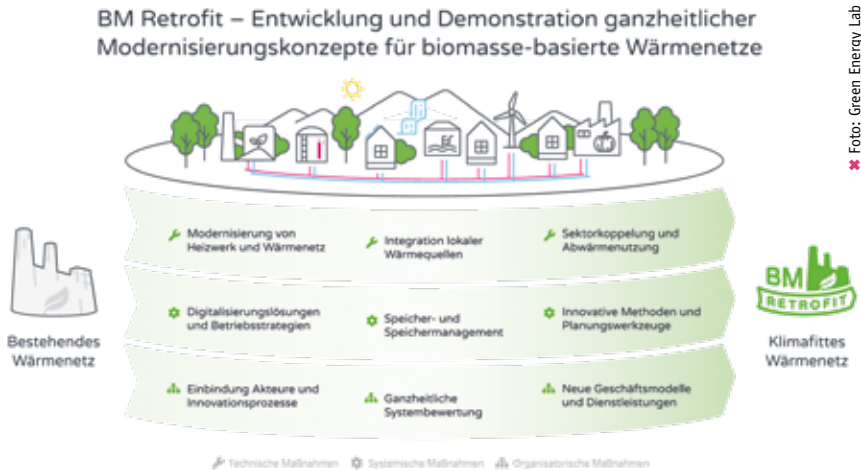 BM Retrofit – Entwicklung und Demonstration ganzheitlicher
Modernisierungskonzepte für biomasse-basierte Wärmenetze
Foto: Green Energy Lab
Modernisierung von
Heizwerk und Wärmenetz
Integration lokaler
Wärmequellen
Sektorkoppelung und
Abwärmenutzung
Digitalisierungslösungen
und Betriebsstrategien
Speicher- und
Speichermanagement
Innovative Methoden und
Planungswerkzeuge
Einbindung Akteure und
Innovationsprozesse
Ganzheitliche
Systembewertung
Neue Geschäftsmodelle
und Dienstleistungen
Bestehendes
Wärmenetz
BM
RETROFIT
Klimafittes
Wärmenetz
Technische Maßnahmen
Systemische Maßnahmen
Organisatorische Maßnahmen